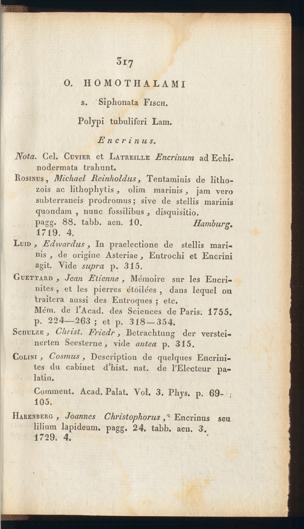 317
O. HOMOTHALAMI
s. Siphonata Fisch.
Polypi tubuliferi Lam.
Encrinus.
Nota. Cel. Cuvier et Latreille Encrinum ad Echi-
nodermata trahunt.
Rosinus, Michael Reinholdus, Tentaminis de litho-
zois ac lithophytis, olim marinis, jam vero
subterraneis prodromus; sive de stellis marinis
quondam, nunc fossilibus, disquisitio.
pagg. 88. tabb. aen. 10. Hamburg.
1719. 4.
Luid, Edwardus, In praelectione de stellis mari-
nis, de origine Asteriae, Entrochi et Encrini
agit. Vide supra p. 315.
Guettard, Jean Etienne, Mémoire sur les Encri-
nites, et les pierres étoilées, dans lequel on
traitera aussi des Entroques; etc.
Mém. de l'Acad. des Sciences de Paris. 1755.
p. 224—263; et p. 318—354.
Schulze, Christ. Friedr, Betrachtung der verstei-
nerten Seesterne, vide antea p. 315.
Colini, Cosmus, Description de quelques Encrini-
tes du cabinet d'hist. nat. de l'Electeur pa-
latin.
Comment. Acad. Palat. Vol. 3. Phys. p. 69-
105.
Harenberg, Joannes Christophorus, Encrinus seu
lilium lapideum. pagg. 24. tabb. aen. 3.
1729. 4.